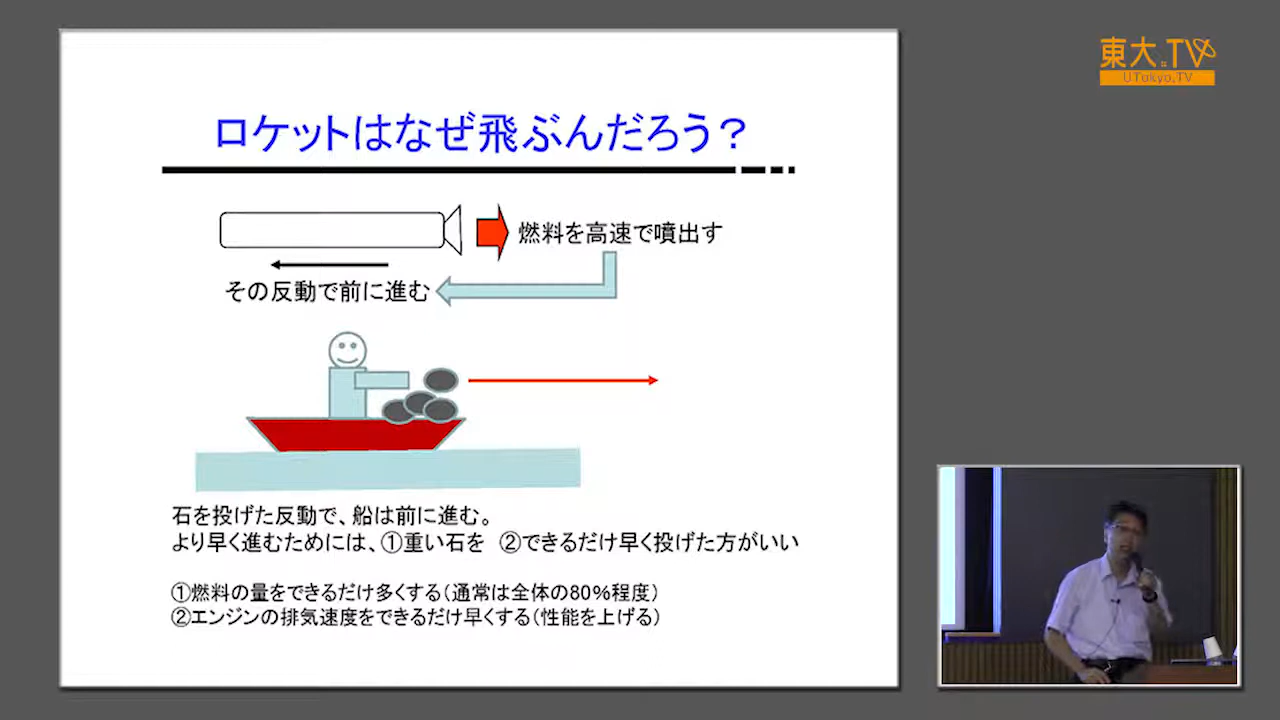 東大.TV
UTokyo.TV
ロケットはなぜ飛ぶんだろう？
燃料を高速で噴出す
その反動で前に進む
石を投げた反動で、船は前に進む。
より早く進むためには、①重い石を　②できるだけ早く投げた方がいい
①燃料の量をできるだけ多くする（通常は全体の80%程度）
②エンジンの排気速度をできるだけ早くする（性能を上げる）